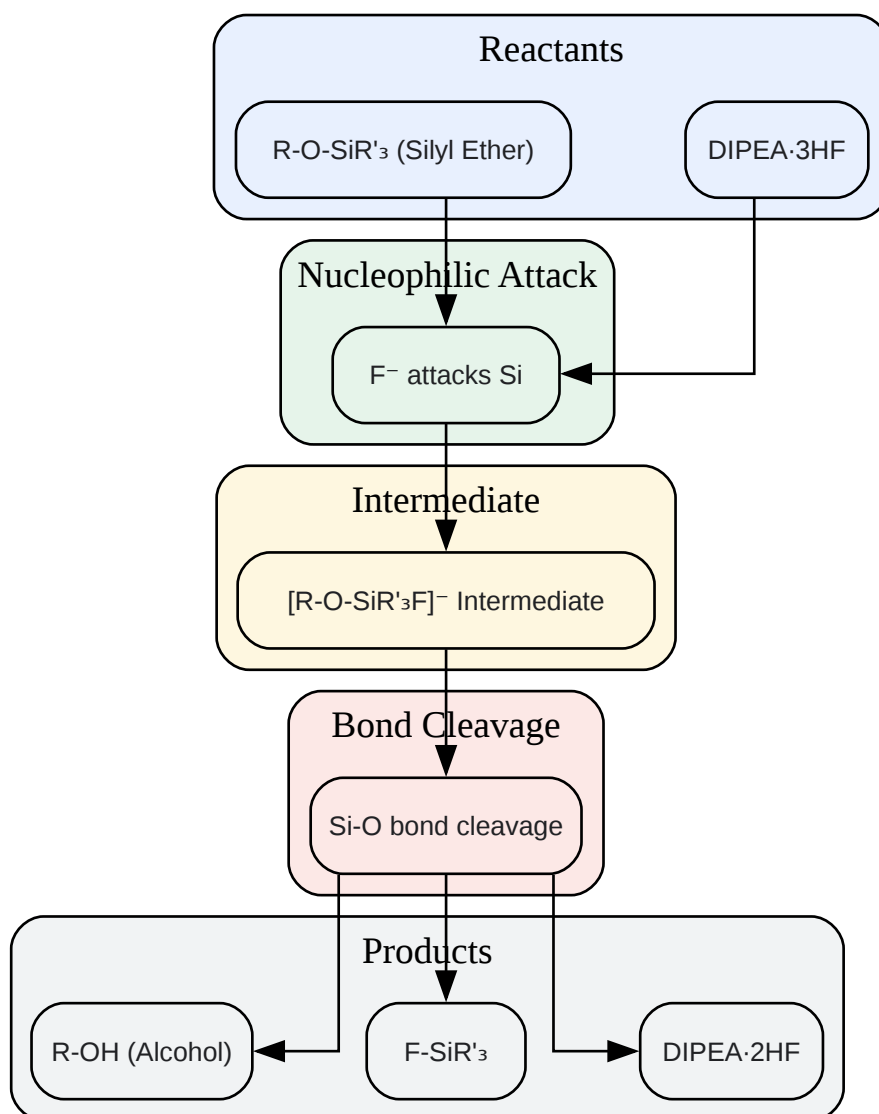 Reactants
R-O-SiR'₃ (Silyl Ether)
DIPEA·3HF
Nucleophilic Attack
F⁻ attacks Si
Intermediate
[R-O-SiR'₃F]⁻ Intermediate
Bond Cleavage
Si-O bond cleavage
Products
R-OH (Alcohol)
F-SiR'₃
DIPEA·2HF